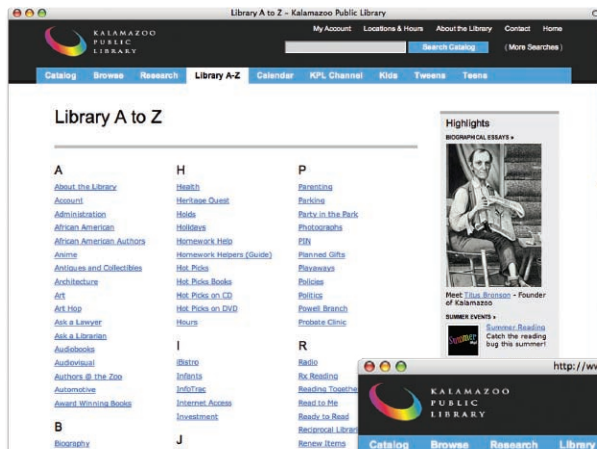 Library A to Z – Kalamazoo Public Library
KALAMAZOO
PUBLIC
LIBRARY
My Account Locations & Hours About the Library Contact Home
Search Catalog ( More Searches )
Catalog Browse Research Library A-Z Calendar KPL Channel Kids Tweens Teens
Library A to Z
A
About the Library
Account
Administration
African American
African American Authors
Anime
Antiques and Collectibles
Architecture
Art
Art Hop
Ask a Lawyer
Ask a Librarian
Audiobooks
Audiovisual
Authors @ the Zoo
Automotive
Award Winning Books
B
Biography
H
Health
Heritage Quest
Holds
Holidays
Homework Help
Homework Helpers (Guide)
Hot Picks
Hot Picks Books
Hot Picks on CD
Hot Picks on DVD
Hours
I
iBistro
Infants
InfoTrac
Internet Access
Investment
J
P
Parenting
Parking
Party in the Park
Photographs
PIN
Planned Gifts
Playaways
Policies
Politics
Powell Branch
Probate Clinic
R
Radio
Rx Reading
Reading Together
Read to Me
Ready to Read
Reciprocal Librar
Renew Items
Highlights
BIOGRAPHICAL ESSAYS »
Meet Titus Bronson - Founder
of Kalamazoo
SUMMER EVENTS »
Summer
Summer Reading
Catch the reading
bug this summer!
http://ww
KALAMAZOO
PUBLIC
LIBRARY
Catalog Browse Research Library